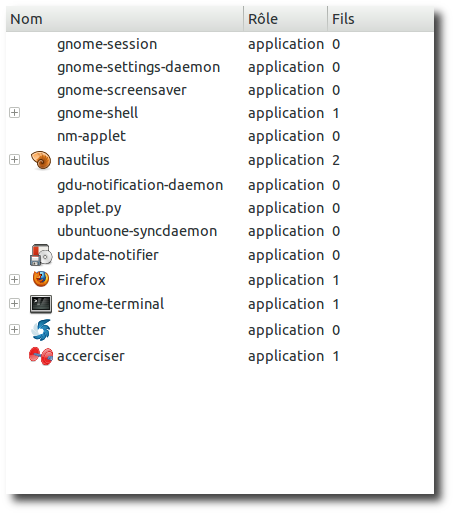 Nom Rôle Fils
gnome-session application 0
gnome-settings-daemon application 0
gnome-screensaver application 0
gnome-shell application 1
nm-applet application 0
nautilus application 2
gdu-notification-daemon application 0
applet.py application 0
ubuntuone-syncdaemon application 0
update-notifier application 0
Firefox application 1
gnome-terminal application 1
shutter application 0
accerciser application 1